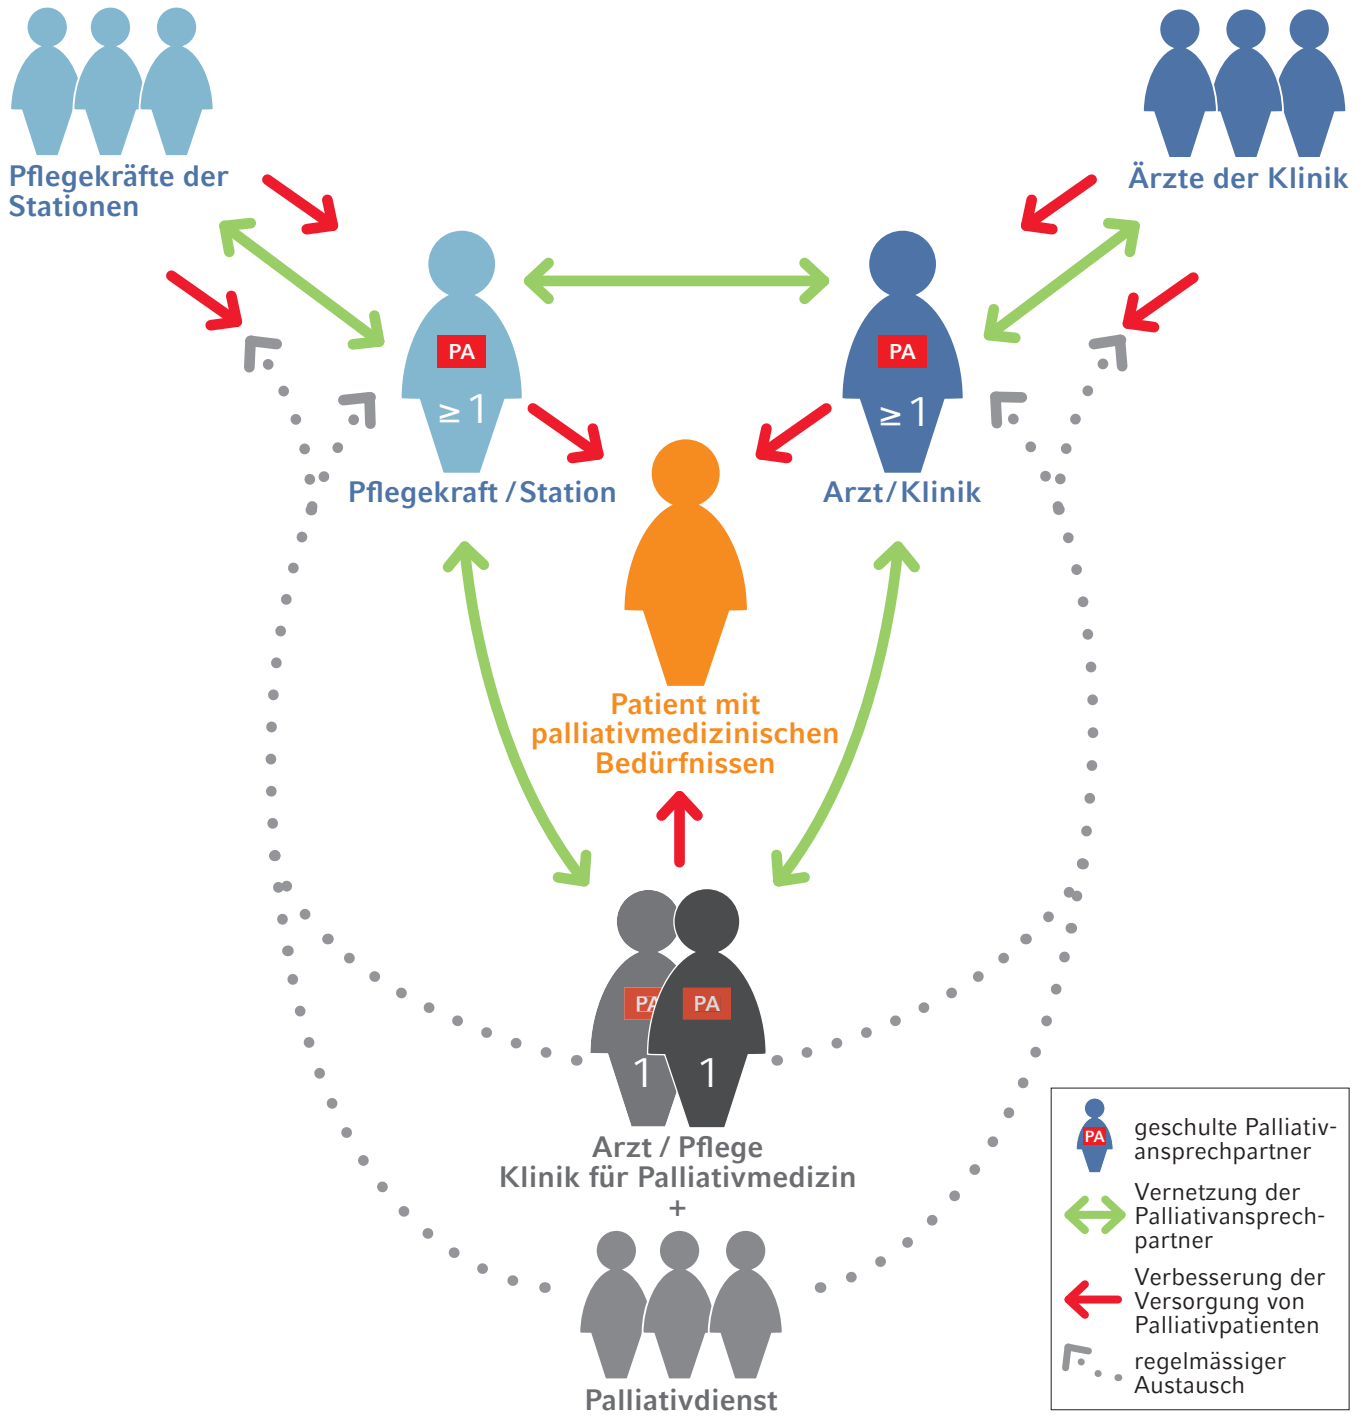 Pflegekräfte der
Stationen
Ärzte der Klinik
PA
≥ 1
Pflegekraft / Station
PA
≥ 1
Arzt / Klinik
Patient mit
palliativmedizinischen
Bedürfnissen
PA
1
PA
1
Arzt / Pflege
Klinik für Palliativmedizin
+
Palliativdienst
PA
geschulte Palliativ-
ansprechpartner
Vernetzung der
Palliativansprech-
partner
Verbesserung der
Versorgung von
Palliativpatienten
regelmässiger
Austausch